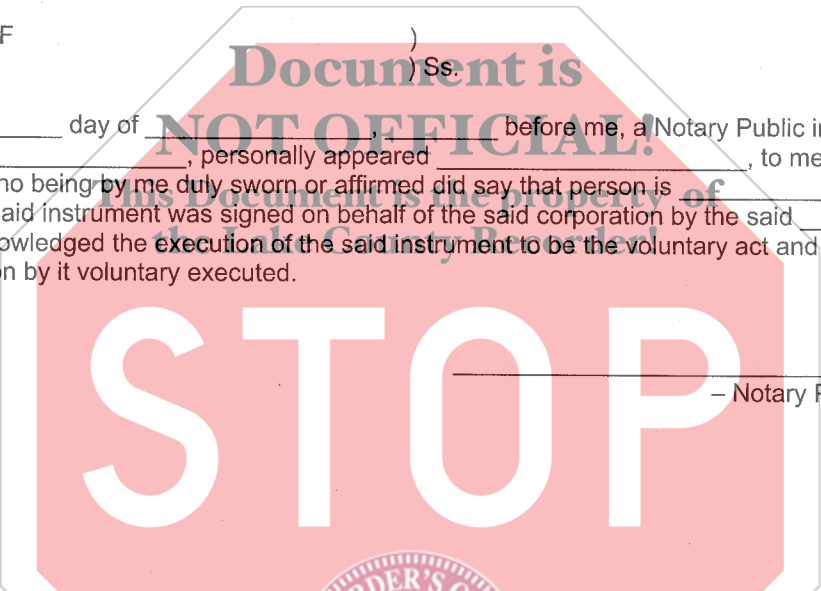 F )
Document is
) Ss.
NOT OFFICIAL!
day of , before me, a Notary Public in
, personally appeared , to me
no being by me duly sworn or affirmed did say that person is
This Document is the property of
aid instrument was signed on behalf of the said corporation by the said
the Lake County Recorder!
owledged the execution of the said instrument to be the voluntary act and
n by it voluntary executed.
STOP
– Notary P
RDER'S O